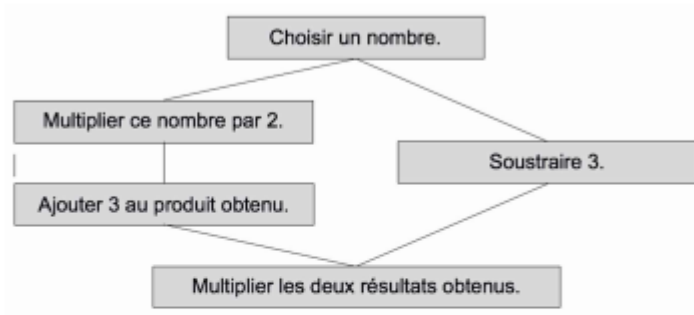 Choisir un nombre.
Multiplier ce nombre par 2.
Soustraire 3.
Ajouter 3 au produit obtenu.
Multiplier les deux résultats obtenus.